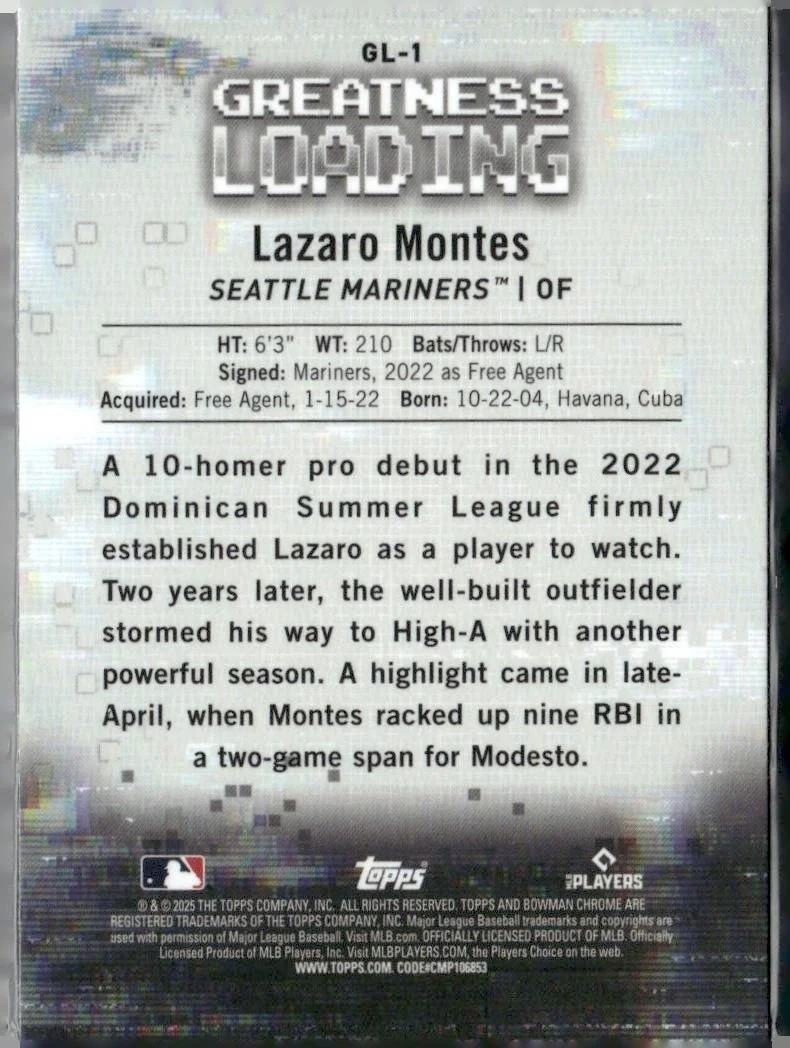 GL-1
GREATNESS
LOADING
Lazaro Montes
SEATTLE MARINERS™ | OF
HT: 6'3" WT: 210 Bats/Throws: L/R
Signed: Mariners, 2022 as Free Agent
Acquired: Free Agent, 1-15-22 Born: 10-22-04, Havana, Cuba
A 10-homer pro debut in the 2022
Dominican Summer League firmly
established Lazaro as a player to watch.
Two years later, the well-built outfielder
stormed his way to High-A with another
powerful season. A highlight came in late-
April, when Montes racked up nine RBI in
a two-game span for Modesto.
Topps MLB PLAYERS
® & © 2025 THE TOPPS COMPANY, INC. ALL RIGHTS RESERVED. TOPPS AND BOWMAN CHROME ARE
REGISTERED TRADEMARKS OF THE TOPPS COMPANY, INC. Major League Baseball trademarks and copyrights are
used with permission of Major League Baseball. Visit MLB.com. OFFICIALLY LICENSED PRODUCT OF MLB. Officially
Licensed Product of MLB Players, Inc. Visit MLBPLAYERS.COM, the Players Choice on the web.
WWW.TOPPS.COM CODE#CMP106853